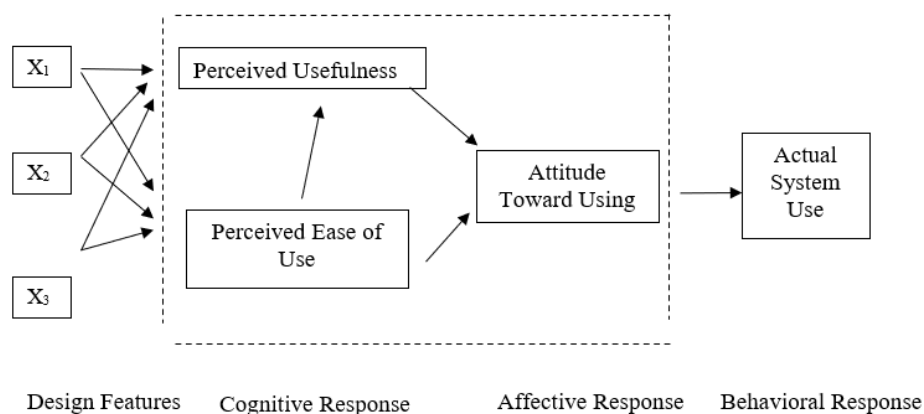 X₁
Perceived Usefulness
X₂
Attitude
Toward Using
Actual
System
Use
Perceived Ease of
Use
X₃
Design Features
Cognitive Response
Affective Response
Behavioral Response